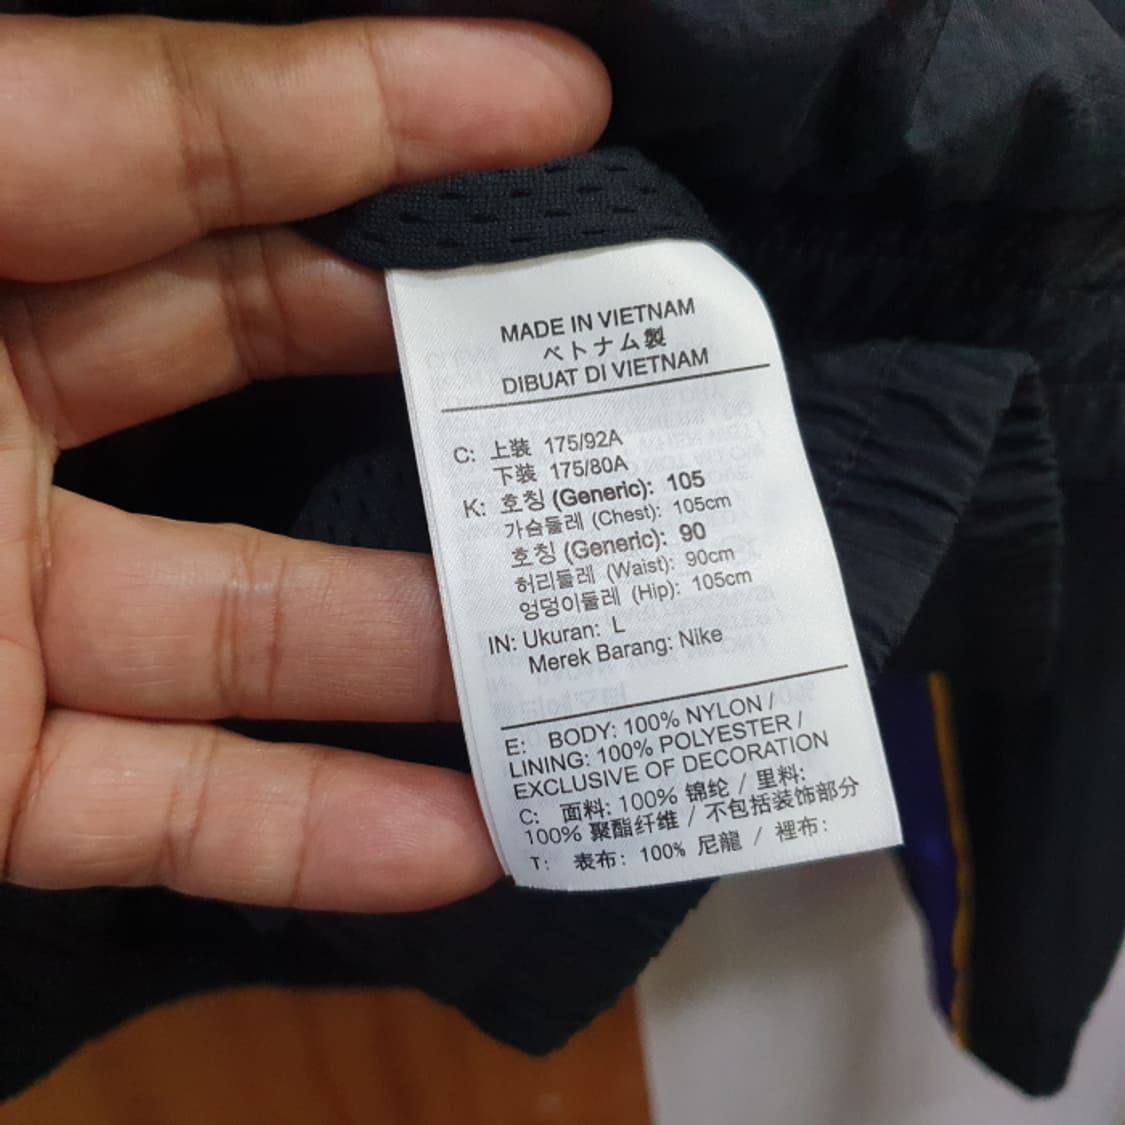 MADE IN VIETNAM
ベトナム製
DIBUAT DI VIETNAM
C: 上装 175/92A
下装 175/80A
K: 호칭 (Generic): 105
가슴둘레 (Chest): 105cm
호칭 (Generic): 90
허리둘레 (Waist): 90cm
엉덩이둘레 (Hip): 105cm
IN: Ukuran: L
Merek Barang: Nike
E: BODY: 100% NYLON /
LINING: 100% POLYESTER /
EXCLUSIVE OF DECORATION
C: 面料: 100% 锦纶 / 里料:
100% 聚酯纤维 / 不包括装饰部分
T: 表布: 100% 尼龍 / 裡布: